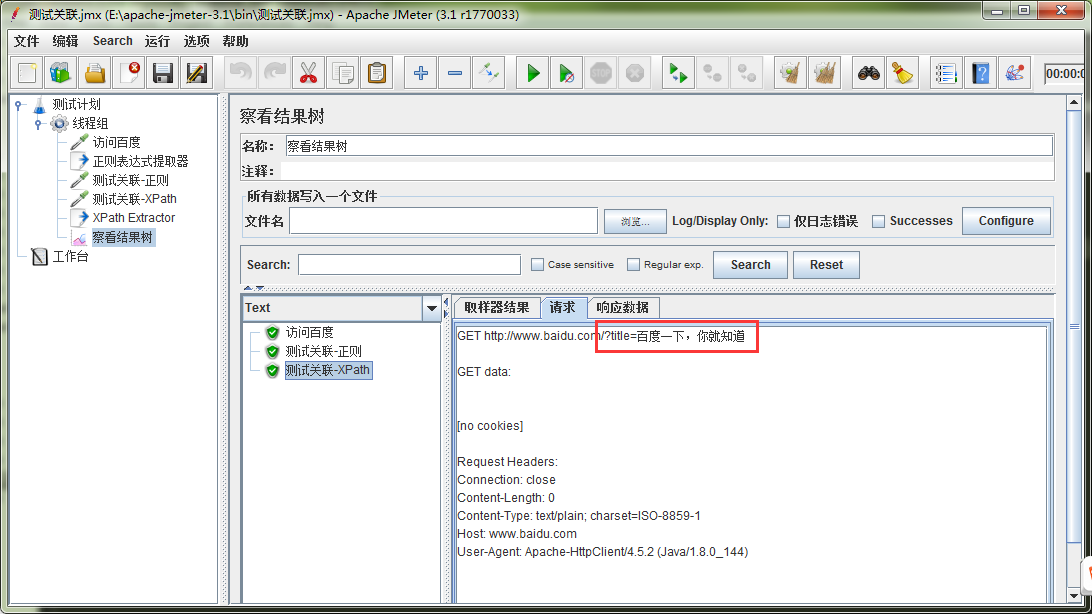 测试关联.jmx (E:\apache-jmeter-3.1\bin\测试关联.jmx) - Apache JMeter (3.1 r1770033)
文件 编辑 Search 运行 选项 帮助
STOP
00:00:0
测试计划
线程组
访问百度
正则表达式提取器
测试关联-正则
测试关联-XPath
XPath Extractor
察看结果树
工作台
察看结果树
名称: 察看结果树
注释:
所有数据写入一个文件
文件名 浏览... Log/Display Only: 仅日志错误 Successes Configure
Search: Case sensitive Regular exp. Search Reset
Text
访问百度
测试关联-正则
测试关联-XPath
取样器结果 请求 响应数据
GET http://www.baidu.com/?title=百度一下，你就知道
GET data:
[no cookies]
Request Headers:
Connection: close
Content-Length: 0
Content-Type: text/plain; charset=ISO-8859-1
Host: www.baidu.com
User-Agent: Apache-HttpClient/4.5.2 (Java/1.8.0_144)